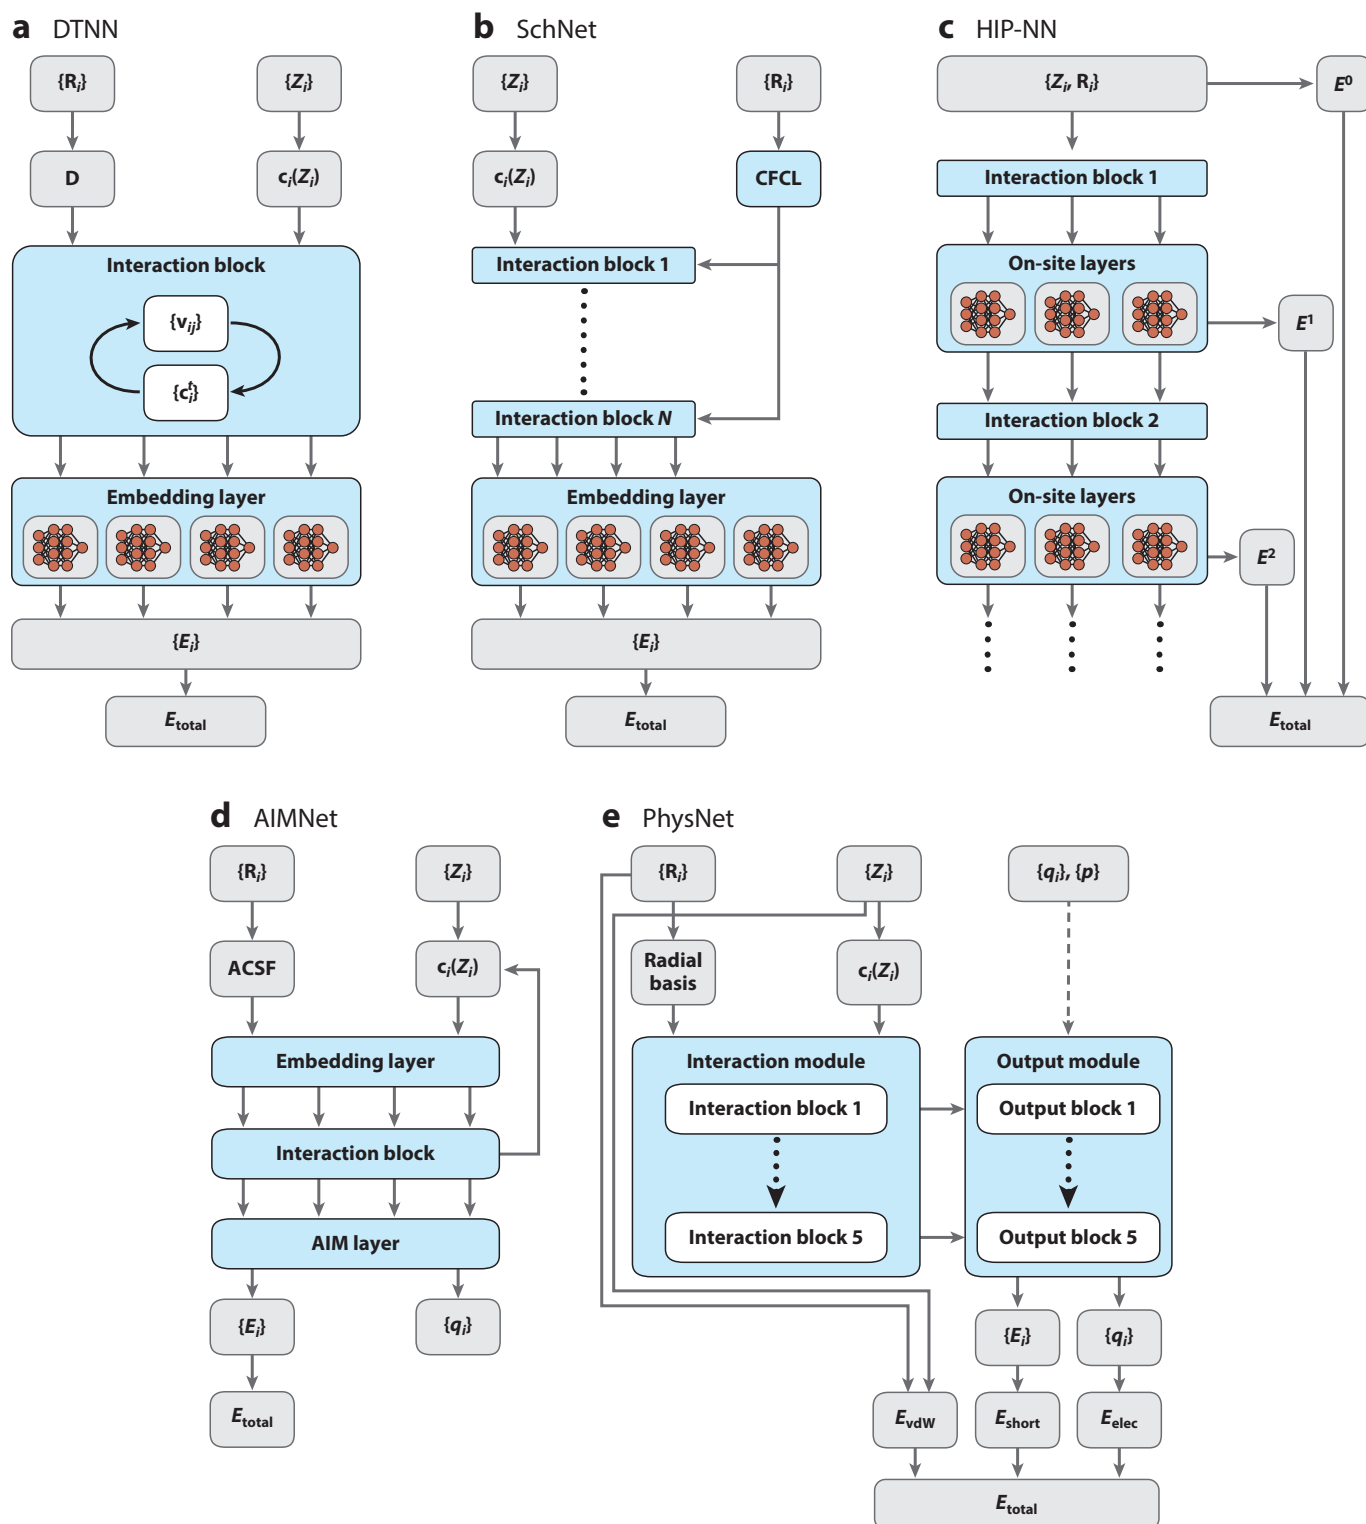 a DTNN
{R_i}
{Z_i}
D
c_i(Z_i)
Interaction block
{v_ij}
{c_i^t}
Embedding layer
{E_i}
E_total
b SchNet
{Z_i}
{R_i}
c_i(Z_i)
CFCL
Interaction block 1
Interaction block N
Embedding layer
{E_i}
E_total
c HIP-NN
{Z_i, R_i}
E^0
Interaction block 1
On-site layers
E^1
Interaction block 2
On-site layers
E^2
E_total
d AIMNet
{R_i}
{Z_i}
ACSF
c_i(Z_i)
Embedding layer
Interaction block
AIM layer
{E_i}
{q_i}
E_total
e PhysNet
{R_i}
{Z_i}
{q_i}, {p}
Radial
basis
c_i(Z_i)
Interaction module
Interaction block 1
Interaction block 5
Output module
Output block 1
Output block 5
{E_i}
{q_i}
E_vdW
E_short
E_elec
E_total